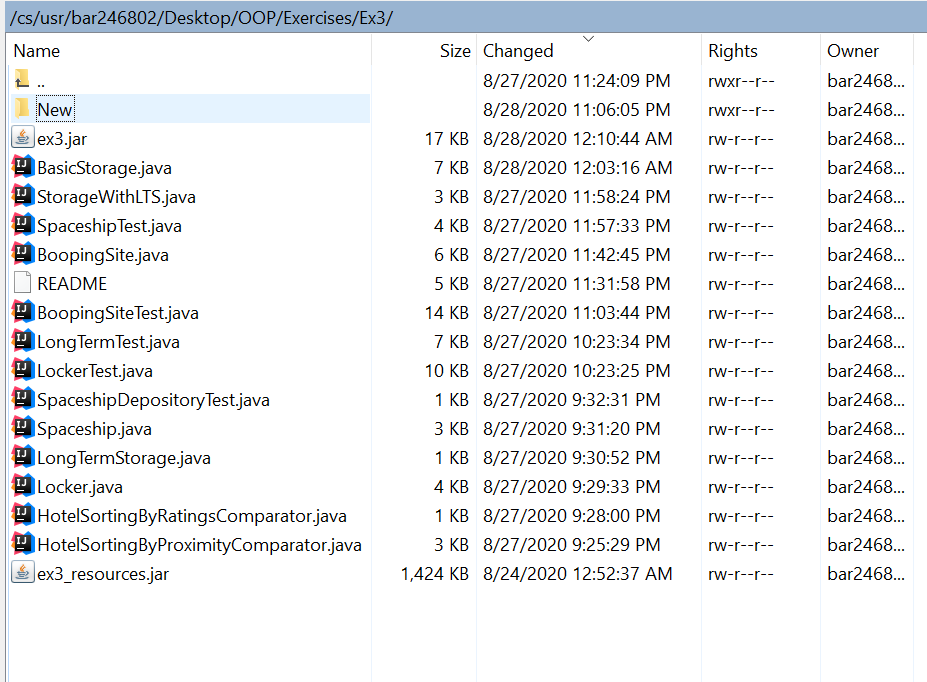 /cs/usr/bar246802/Desktop/OOP/Exercises/Ex3/
Name Size Changed Rights Owner
.. 8/27/2020 11:24:09 PM rwxr--r-- bar2468...
New 8/28/2020 11:06:05 PM rwxr--r-- bar2468...
ex3.jar 17 KB 8/28/2020 12:10:44 AM rw-r--r-- bar2468...
BasicStorage.java 7 KB 8/28/2020 12:03:16 AM rw-r--r-- bar2468...
StorageWithLTS.java 3 KB 8/27/2020 11:58:24 PM rw-r--r-- bar2468...
SpaceshipTest.java 4 KB 8/27/2020 11:57:33 PM rw-r--r-- bar2468...
BoopingSite.java 6 KB 8/27/2020 11:42:45 PM rw-r--r-- bar2468...
README 5 KB 8/27/2020 11:31:58 PM rw-r--r-- bar2468...
BoopingSiteTest.java 14 KB 8/27/2020 11:03:44 PM rw-r--r-- bar2468...
LongTermTest.java 7 KB 8/27/2020 10:23:34 PM rw-r--r-- bar2468...
LockerTest.java 10 KB 8/27/2020 10:23:25 PM rw-r--r-- bar2468...
SpaceshipDepositoryTest.java 1 KB 8/27/2020 9:32:31 PM rw-r--r-- bar2468...
Spaceship.java 3 KB 8/27/2020 9:31:20 PM rw-r--r-- bar2468...
LongTermStorage.java 1 KB 8/27/2020 9:30:52 PM rw-r--r-- bar2468...
Locker.java 4 KB 8/27/2020 9:29:33 PM rw-r--r-- bar2468...
HotelSortingByRatingsComparator.java 1 KB 8/27/2020 9:28:00 PM rw-r--r-- bar2468...
HotelSortingByProximityComparator.java 3 KB 8/27/2020 9:25:29 PM rw-r--r-- bar2468...
ex3_resources.jar 1,424 KB 8/24/2020 12:52:37 AM rw-r--r-- bar2468...